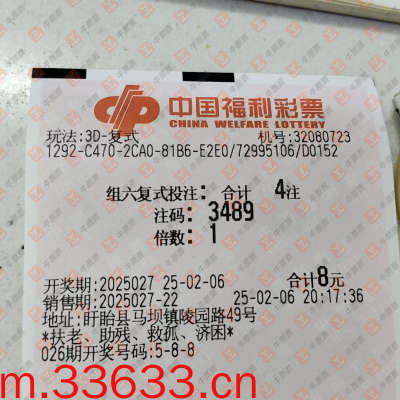 中国福利彩票
CHINA WELFARE LOTTERY
玩法:3D-复式 机号:32080723
1292-C470-2CA0-81B6-E2E0/72995106/D0152
组六复式投注: 合计 4注
注码: 3489
倍数: 1
开奖期:2025027 25-02-06 合计8元
销售期:2025027-22 25-02-06 20:17:36
地址:盱眙县马坝镇陵园路49号
*扶老、助残、救孤、济困*
026期开奖号码:5-8-8
m.33633.cn